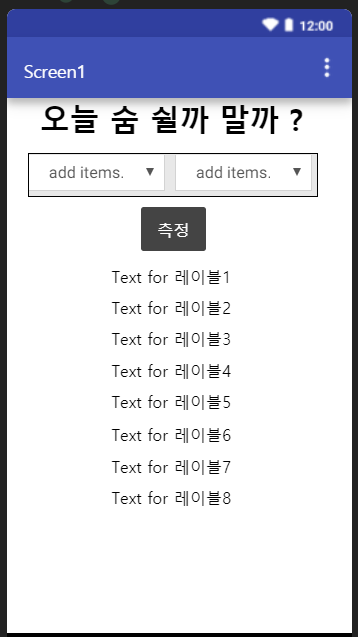 12:00
Screen1
오늘 숨 쉴까 말까 ?
add items. add items.
측정
Text for 레이블1
Text for 레이블2
Text for 레이블3
Text for 레이블4
Text for 레이블5
Text for 레이블6
Text for 레이블7
Text for 레이블8